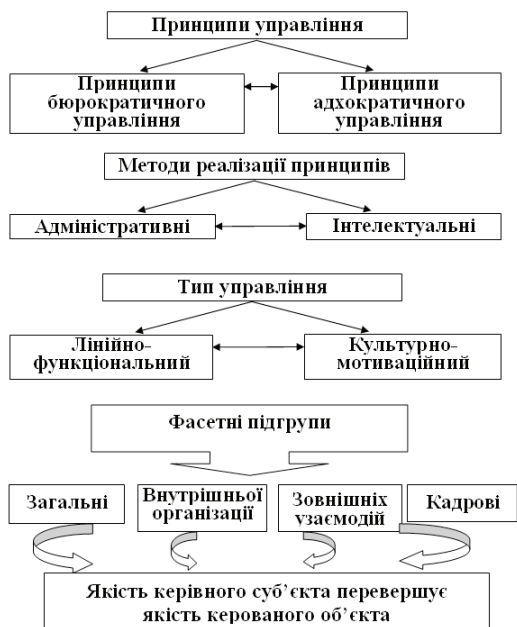 Принципи управління
Принципи
бюрократичного
управління
Принципи
адхократичного
управління
Методи реалізації принципів
Адміністративні
Інтелектуальні
Тип управління
Лінійно-
функціональний
Культурно-
мотиваційний
Фасетні підгрупи
Загальні
Внутрішньої
організації
Зовнішніх
узаємодій
Кадрові
Якість керівного суб’єкта перевершує
якість керованого об’єкта